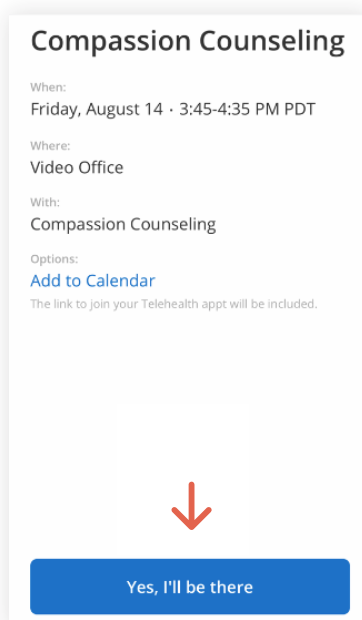 Compassion Counseling
When:
Friday, August 14 · 3:45-4:35 PM PDT
Where:
Video Office
With:
Compassion Counseling
Options:
Add to Calendar
The link to join your Telehealth appt will be included.
Yes, I'll be there